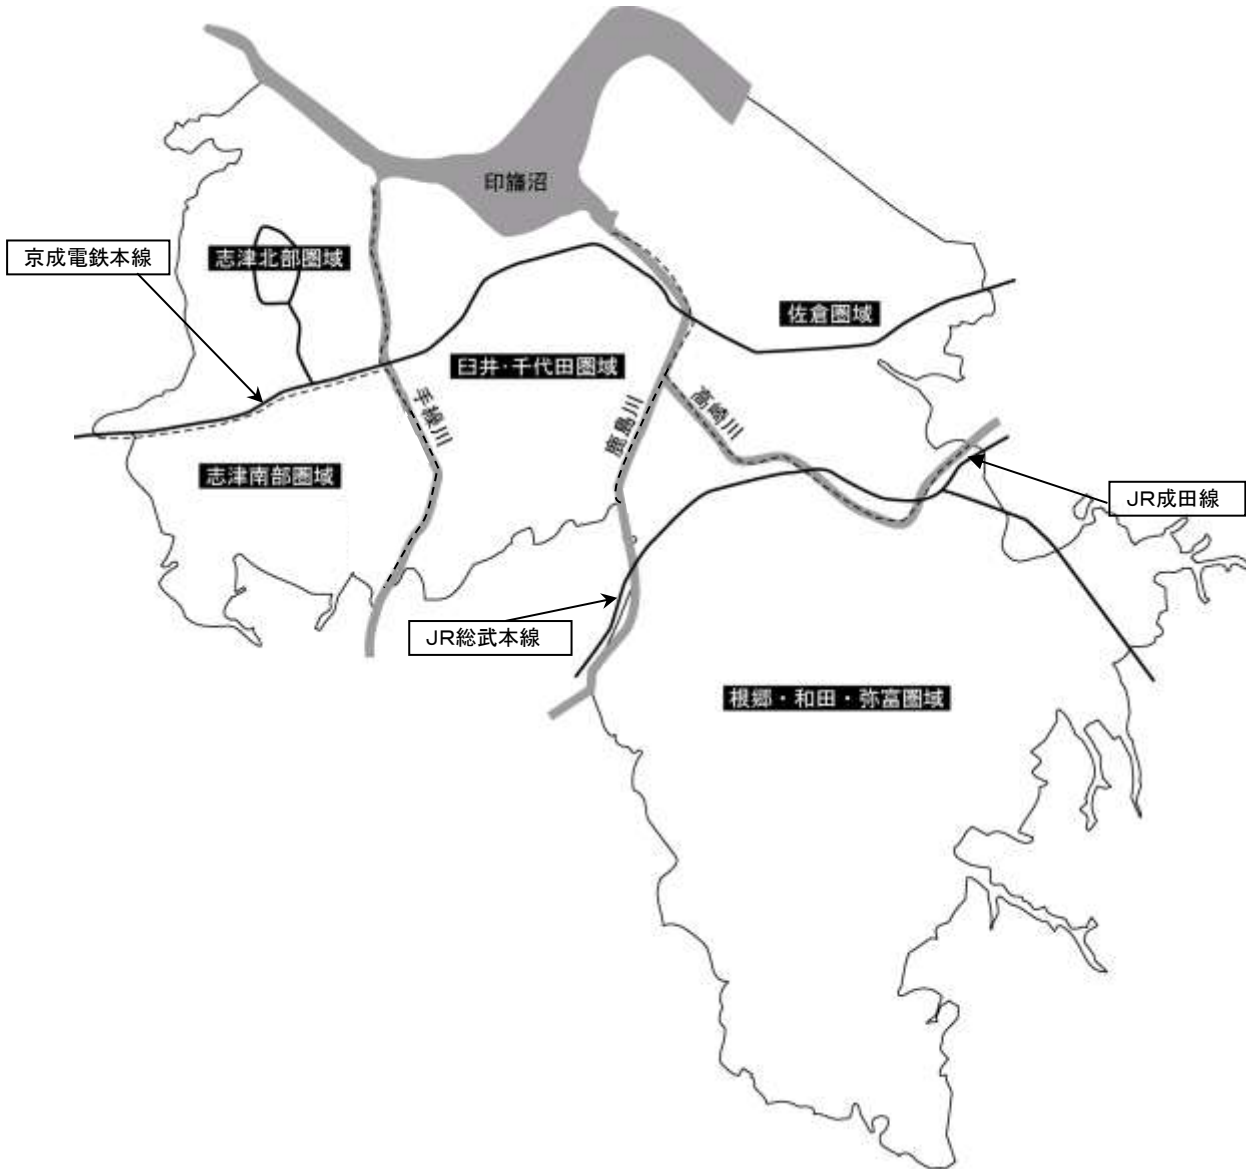 印旛沼
志津北部圏域
京成電鉄本線
佐倉圏域
臼井・千代田圏域
手繰川
鹿島川
高崎川
志津南部圏域
JR成田線
JR総武本線
根郷・和田・弥富圏域